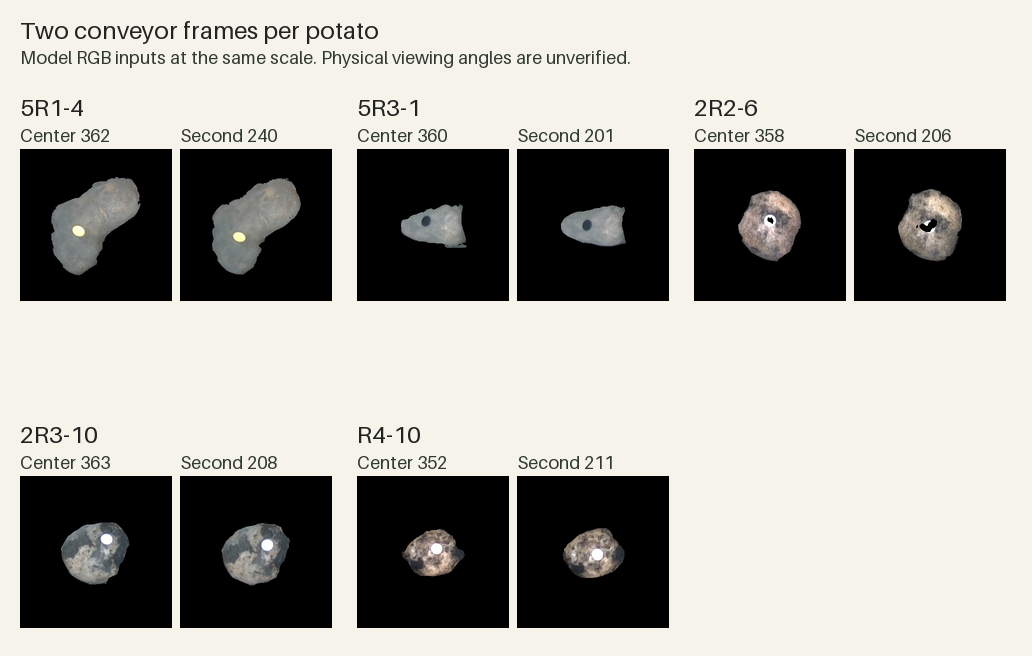 Two conveyor frames per potato
Model RGB inputs at the same scale. Physical viewing angles are unverified.
5R1-4
Center 362
Second 240
5R3-1
Center 360
Second 201
2R2-6
Center 358
Second 206
2R3-10
Center 363
Second 208
R4-10
Center 352
Second 211